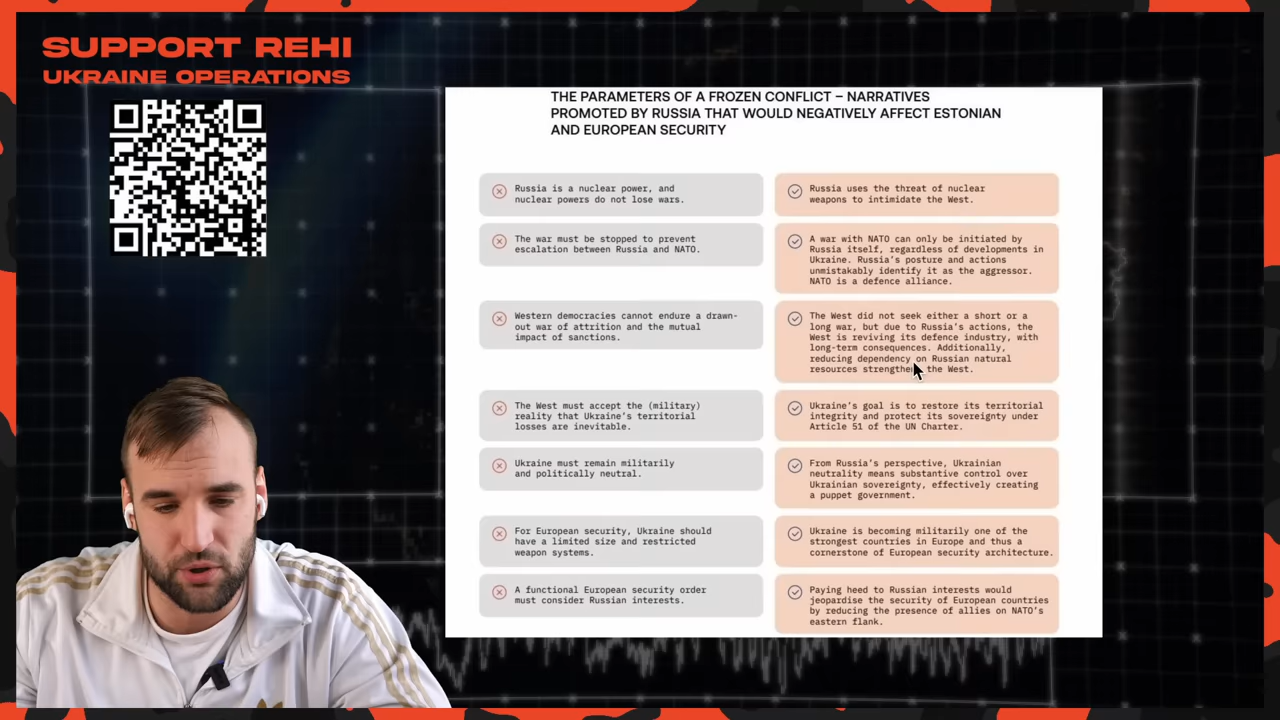 SUPPORT REHI
UKRAINE OPERATIONS
THE PARAMETERS OF A FROZEN CONFLICT – NARRATIVES
PROMOTED BY RUSSIA THAT WOULD NEGATIVELY AFFECT ESTONIAN
AND EUROPEAN SECURITY
Russia is a nuclear power, and
nuclear powers do not lose wars.
Russia uses the threat of nuclear
weapons to intimidate the West.
The war must be stopped to prevent
escalation between Russia and NATO.
A war with NATO can only be initiated by
Russia itself, regardless of developments in
Ukraine. Russia's posture and actions
unmistakably identify it as the aggressor.
NATO is a defence alliance.
Western democracies cannot endure a drawn-
out war of attrition and the mutual
impact of sanctions.
The West did not seek either a short or a
long war, but due to Russia's actions, the
West is reviving its defence industry, with
long-term consequences. Additionally,
reducing dependency on Russian natural
resources strengthens the West.
The West must accept the (military)
reality that Ukraine's territorial
losses are inevitable.
Ukraine's goal is to restore its territorial
integrity and protect its sovereignty under
Article 51 of the UN Charter.
Ukraine must remain militarily
and politically neutral.
From Russia's perspective, Ukrainian
neutrality means substantive control over
Ukrainian sovereignty, effectively creating
a puppet government.
For European security, Ukraine should
have a limited size and restricted
weapon systems.
Ukraine is becoming militarily one of the
strongest countries in Europe and thus a
cornerstone of European security architecture.
A functional European security order
must consider Russian interests.
Paying heed to Russian interests would
jeopardise the security of European countries
by reducing the presence of allies on NATO's
eastern flank.